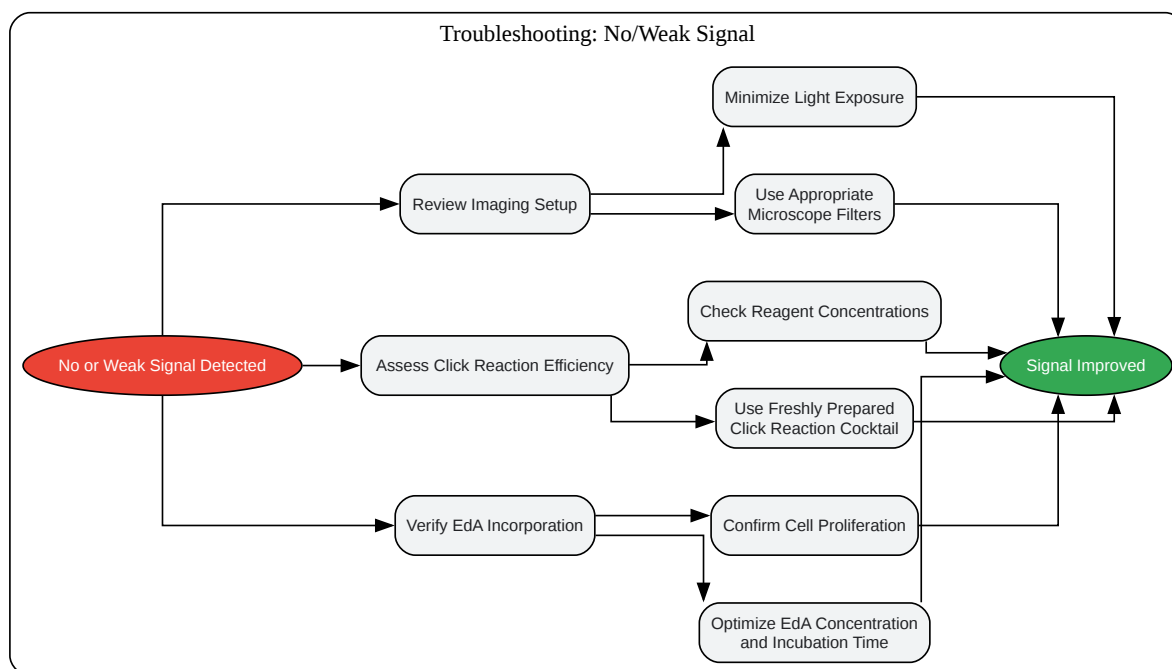 Troubleshooting: No/Weak Signal
Minimize Light Exposure
Review Imaging Setup
Use Appropriate
Microscope Filters
Check Reagent Concentrations
No or Weak Signal Detected
Assess Click Reaction Efficiency
Signal Improved
Use Freshly Prepared
Click Reaction Cocktail
Verify EdA Incorporation
Confirm Cell Proliferation
Optimize EdA Concentration
and Incubation Time